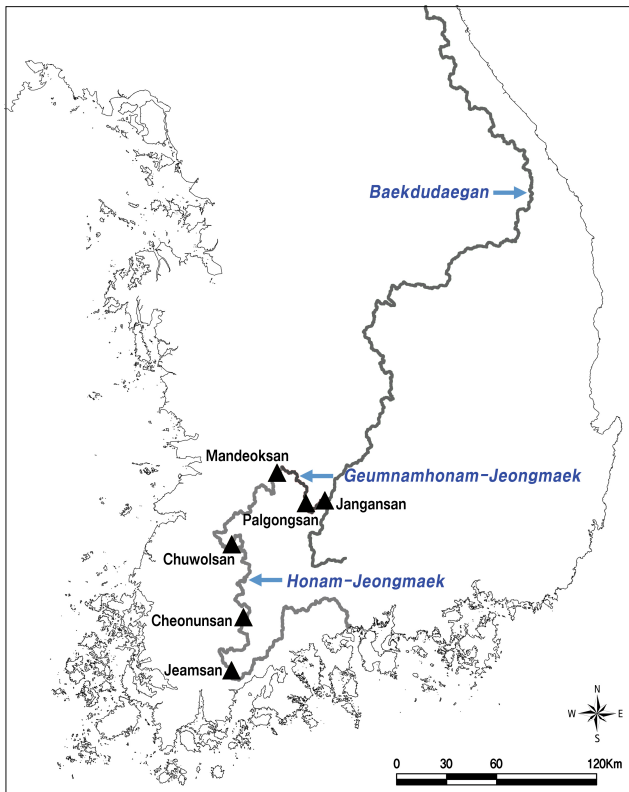 Baekdudaegan
Mandeoksan
Geumnamhonam-Jeongmaek
Jangansan
Palgongsan
Chuwolsan
Honam-Jeongmaek
Cheonunsan
Jeamsan
N
W E
S
0 30 60 120Km